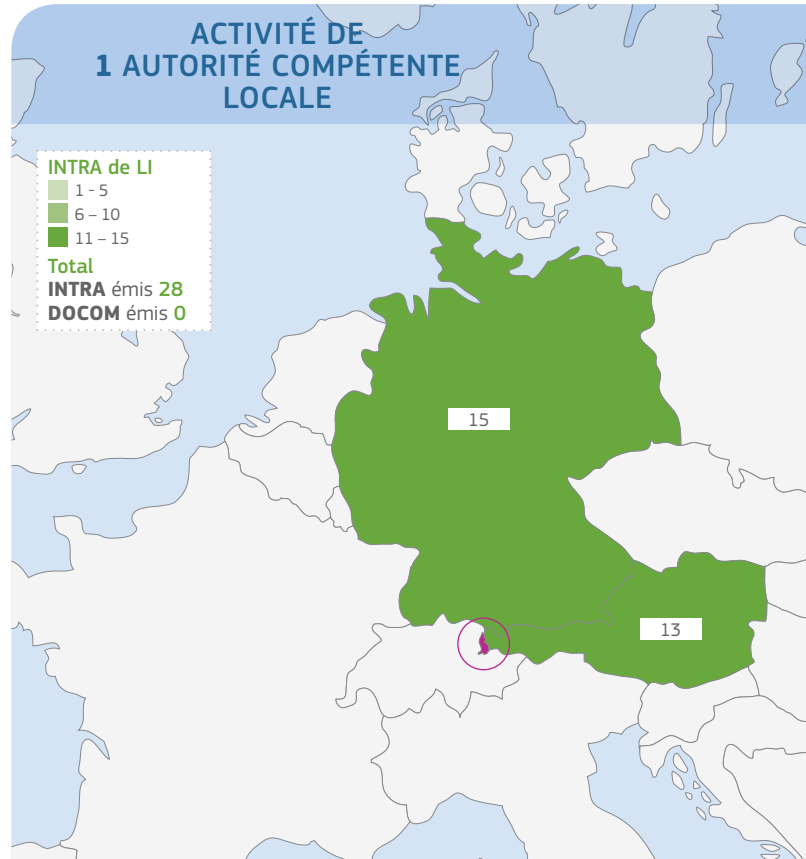 ACTIVITÉ DE
1 AUTORITÉ COMPÉTENTE
LOCALE
INTRA de LI
1 - 5
6 – 10
11 – 15
Total
INTRA émis 28
DOCOM émis 0
15
13